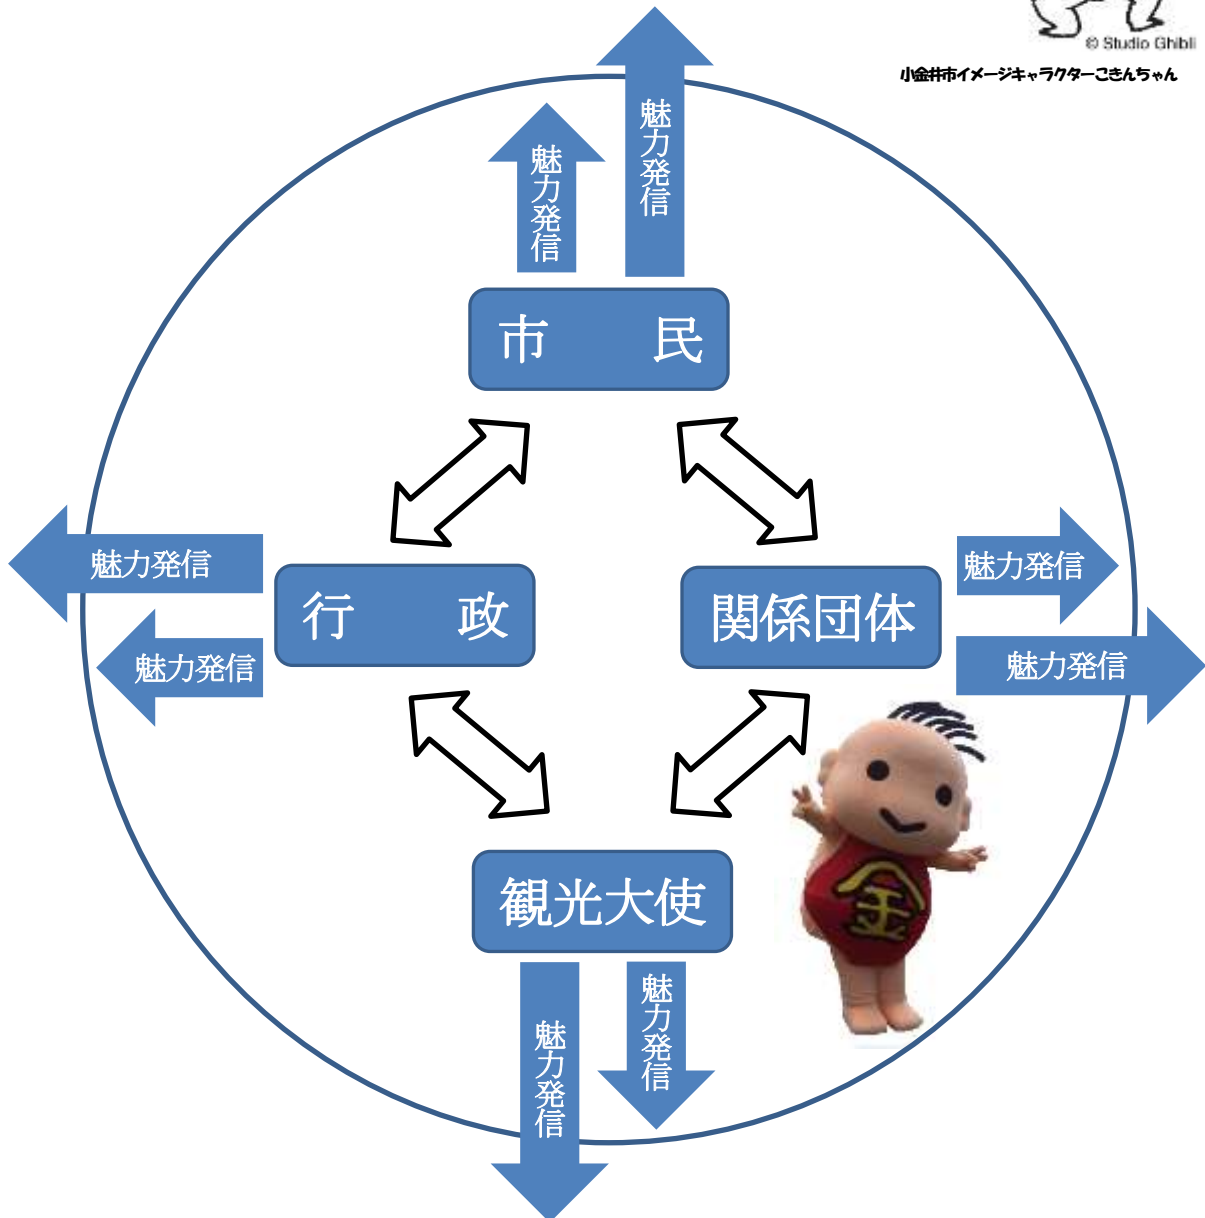 © Studio Ghibli
小金井市イメージキャラクターこきんちゃん
魅力発信
魅力発信
市　　民
魅力発信
魅力発信
行　　政
関係団体
魅力発信
魅力発信
金
観光大使
魅力発信
魅力発信